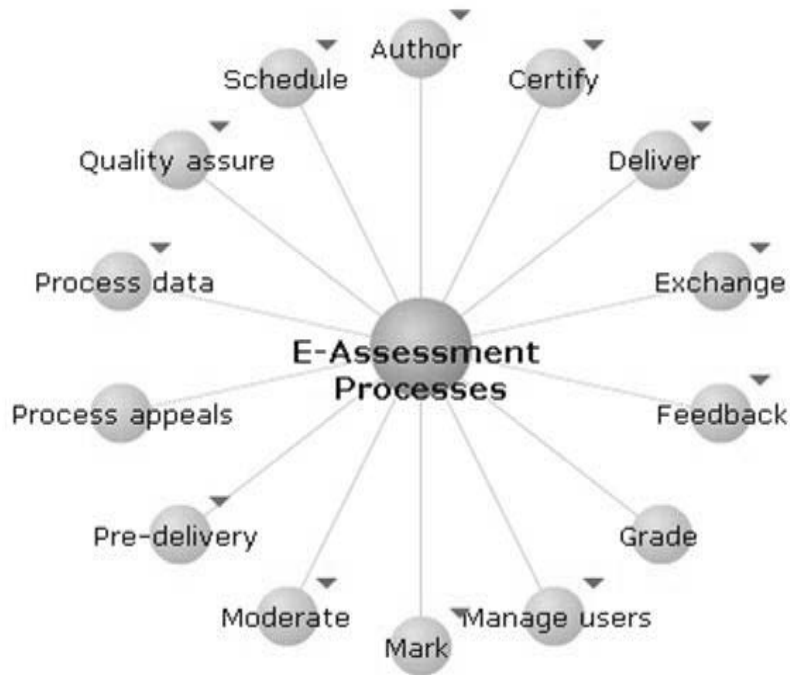 Author
Schedule
Certify
Quality assure
Deliver
Process data
Exchange
E-Assessment
Processes
Process appeals
Feedback
Pre-delivery
Grade
Moderate
Mark
Manage users